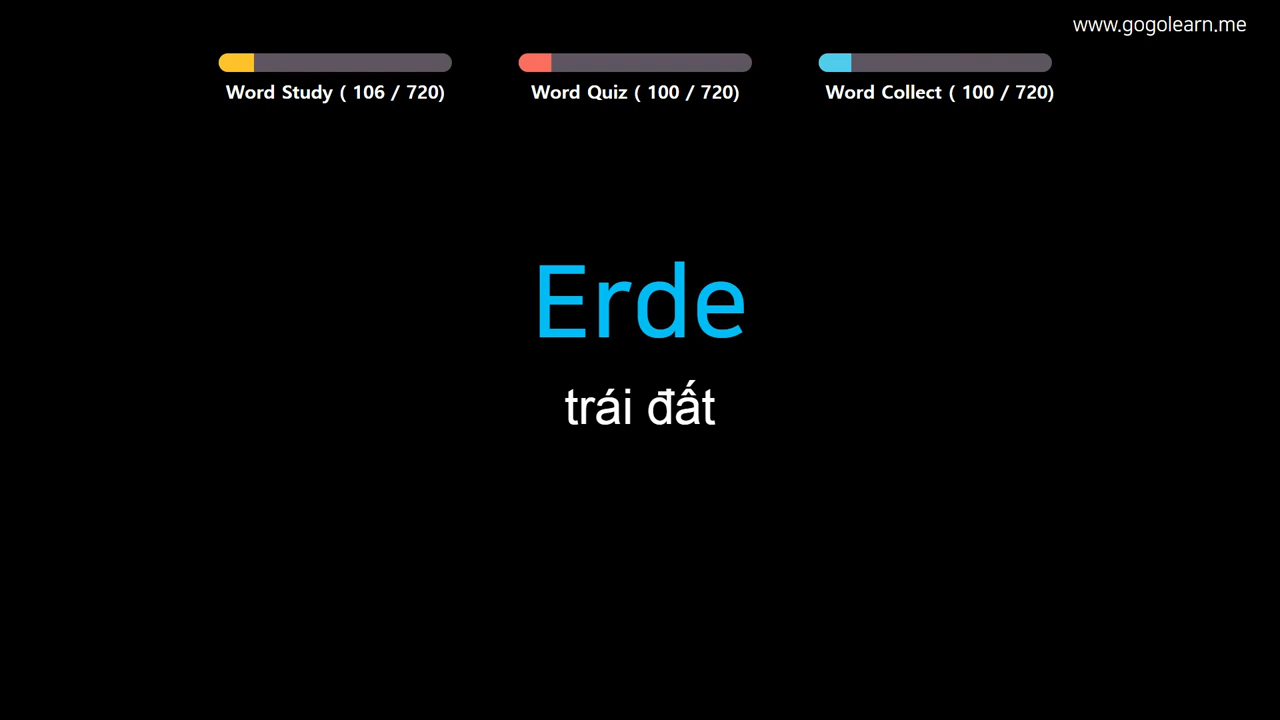 www.gogolearn.me
Word Study ( 106 / 720)
Word Quiz ( 100 / 720)
Word Collect ( 100 / 720)
Erde
trái đất